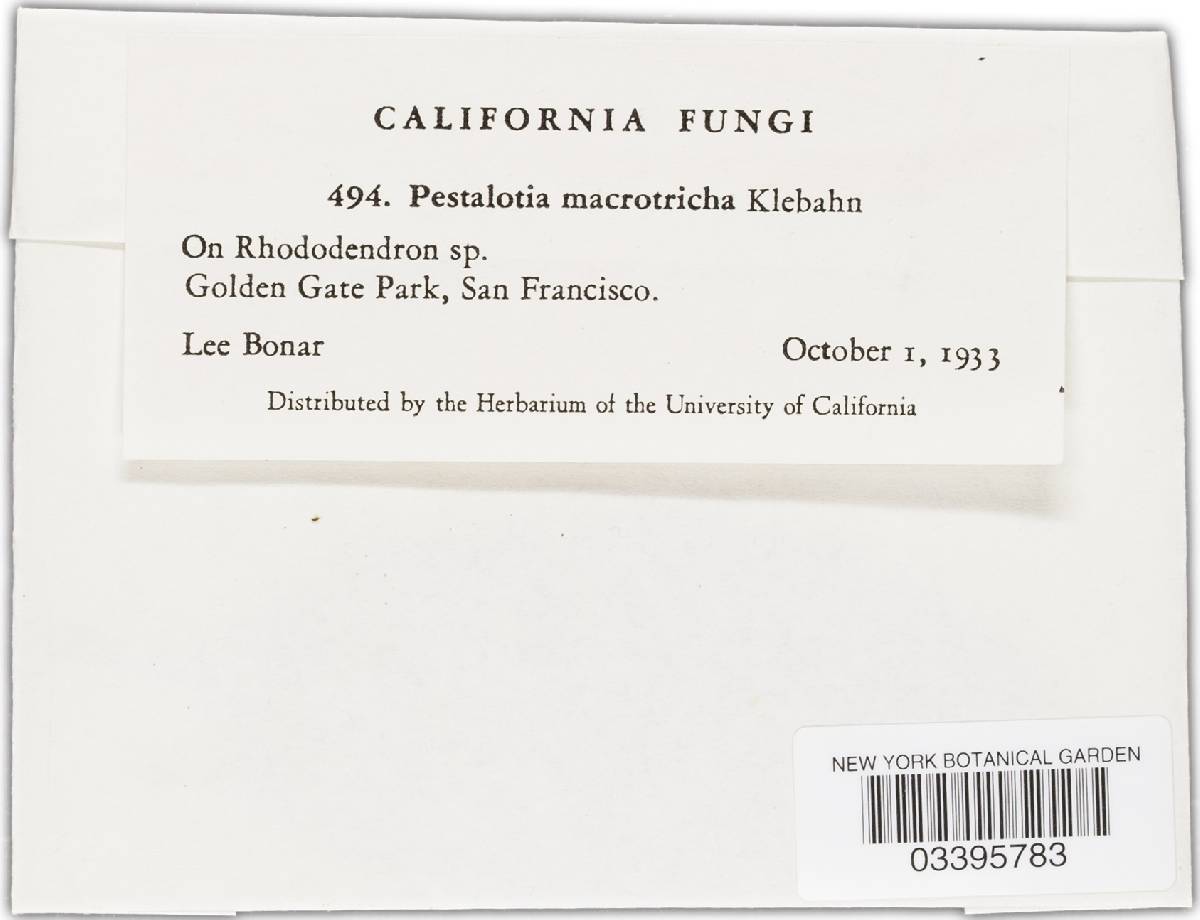 CALIFORNIA FUNGI
494. Pestalotia macrotricha Klebahn
On Rhododendron sp.
Golden Gate Park, San Francisco.
Lee Bonar October 1, 1933
Distributed by the Herbarium of the University of California
NEW YORK BOTANICAL GARDEN
03395783